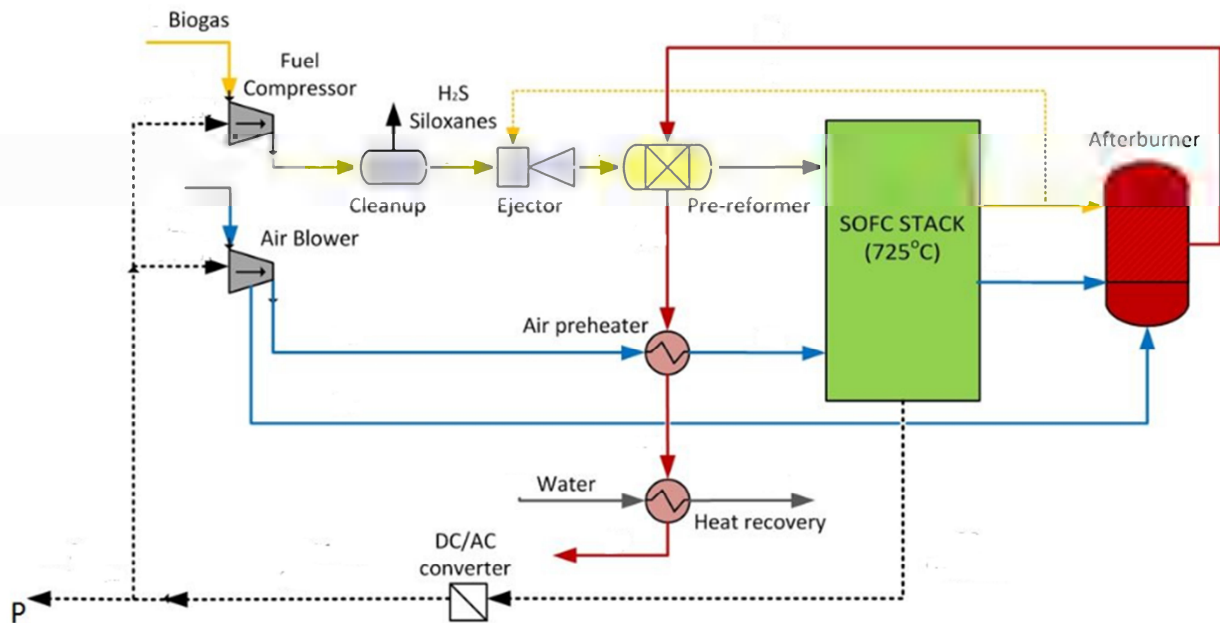 Biogas
Fuel
Compressor
H₂S
Siloxanes
Afterburner
Cleanup
Ejector
Pre-reformer
SOFC STACK
(725°C)
Air Blower
Air preheater
Water
Heat recovery
DC/AC
converter
P